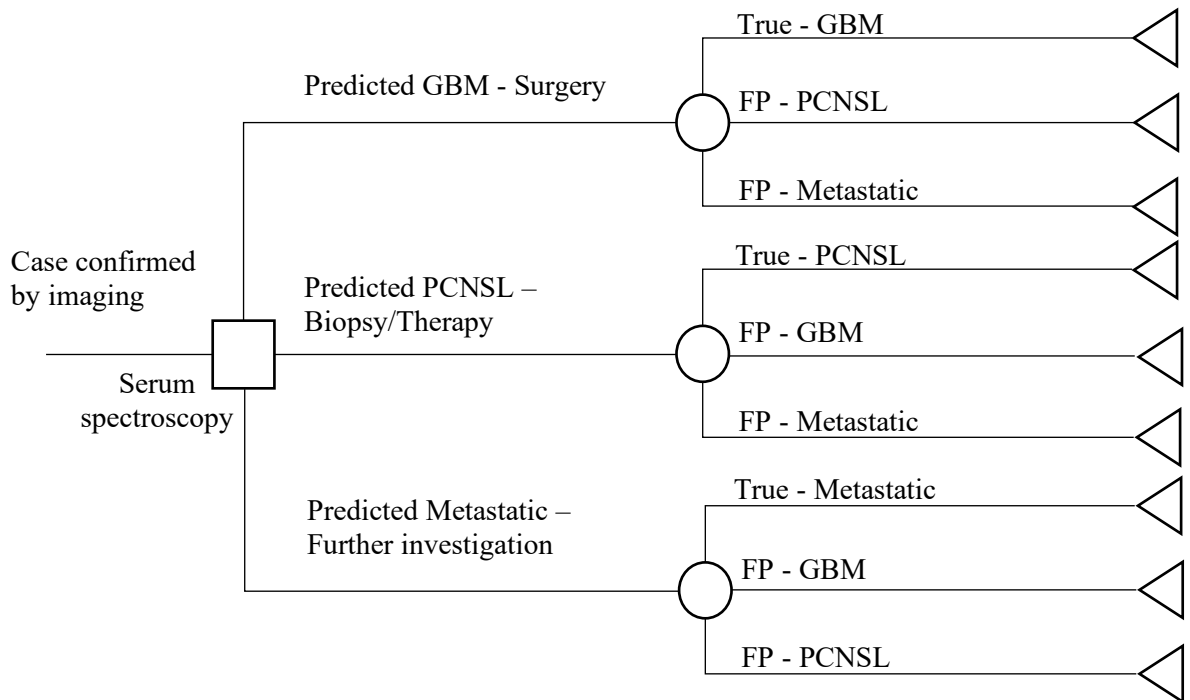 True - GBM
Predicted GBM - Surgery
FP - PCNSL
FP - Metastatic
Case confirmed
by imaging
Serum
spectroscopy
True - PCNSL
Predicted PCNSL –
Biopsy/Therapy
FP - GBM
FP - Metastatic
True - Metastatic
Predicted Metastatic –
Further investigation
FP - GBM
FP - PCNSL